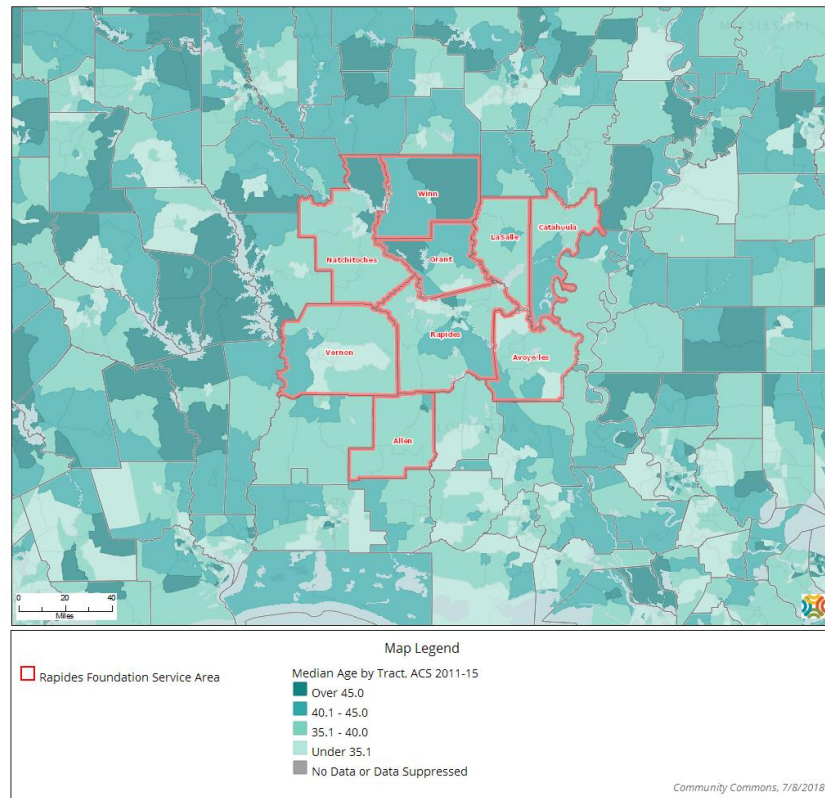 MISSISSIPPI
Winn
Natchitoches
Grant
LaSalle
Catahoula
Vernon
Rapides
Avoyelles
LOUISIANA
Allen
0 20 40
Miles
Map Legend
Rapides Foundation Service Area
Median Age by Tract, ACS 2011-15
Over 45.0
40.1 - 45.0
35.1 - 40.0
Under 35.1
No Data or Data Suppressed
Community Commons, 7/8/2018